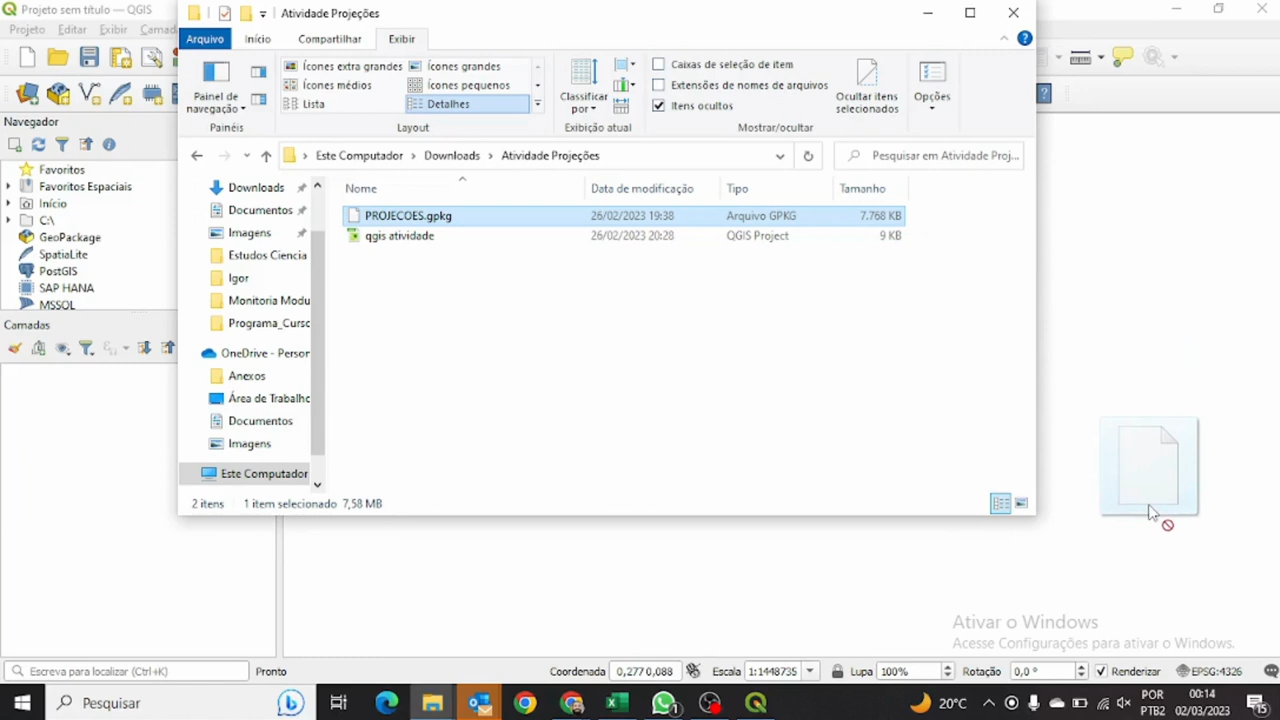 Projeto sem título — QGIS
Atividade Projeções
Projeto Editar Exibir Camad
Arquivo Início Compartilhar Exibir
Painel de navegação
Painéis
Ícones extra grandes Ícones grandes
Ícones médios Ícones pequenos
Lista Detalhes
Layout
Classificar por
Exibição atual
Caixas de seleção de item
Extensões de nomes de arquivos
Itens ocultos
Ocultar itens selecionados
Mostrar/ocultar
Opções
Navegador
Favoritos
Favoritos Espaciais
Início
C:\
GeoPackage
SpatiaLite
PostGIS
SAP HANA
MSSQL
Camadas
Este Computador > Downloads > Atividade Projeções
Pesquisar em Atividade Proj...
Downloads
Documentos
Imagens
Estudos Ciencia
Igor
Monitoria Modu
Programa_Curso
OneDrive - Person
Anexos
Área de Trabalho
Documentos
Imagens
Este Computador
Nome Data de modificação Tipo Tamanho
PROJECOES.gpkg 26/02/2023 19:38 Arquivo GPKG 7.768 KB
qgis atividade 26/02/2023 20:28 QGIS Project 9 KB
2 itens 1 item selecionado 7,58 MB
Ativar o Windows
Acesse Configurações para ativar o Windows.
Escreva para localizar (Ctrl+K) Pronto Coordenada 0,277 0,088 Escala 1:1448735 Lupa 100% Rotação 0,0 ° Renderizar EPSG:4326
Pesquisar 1 20°C POR 00:14
PTB2 02/03/2023 15